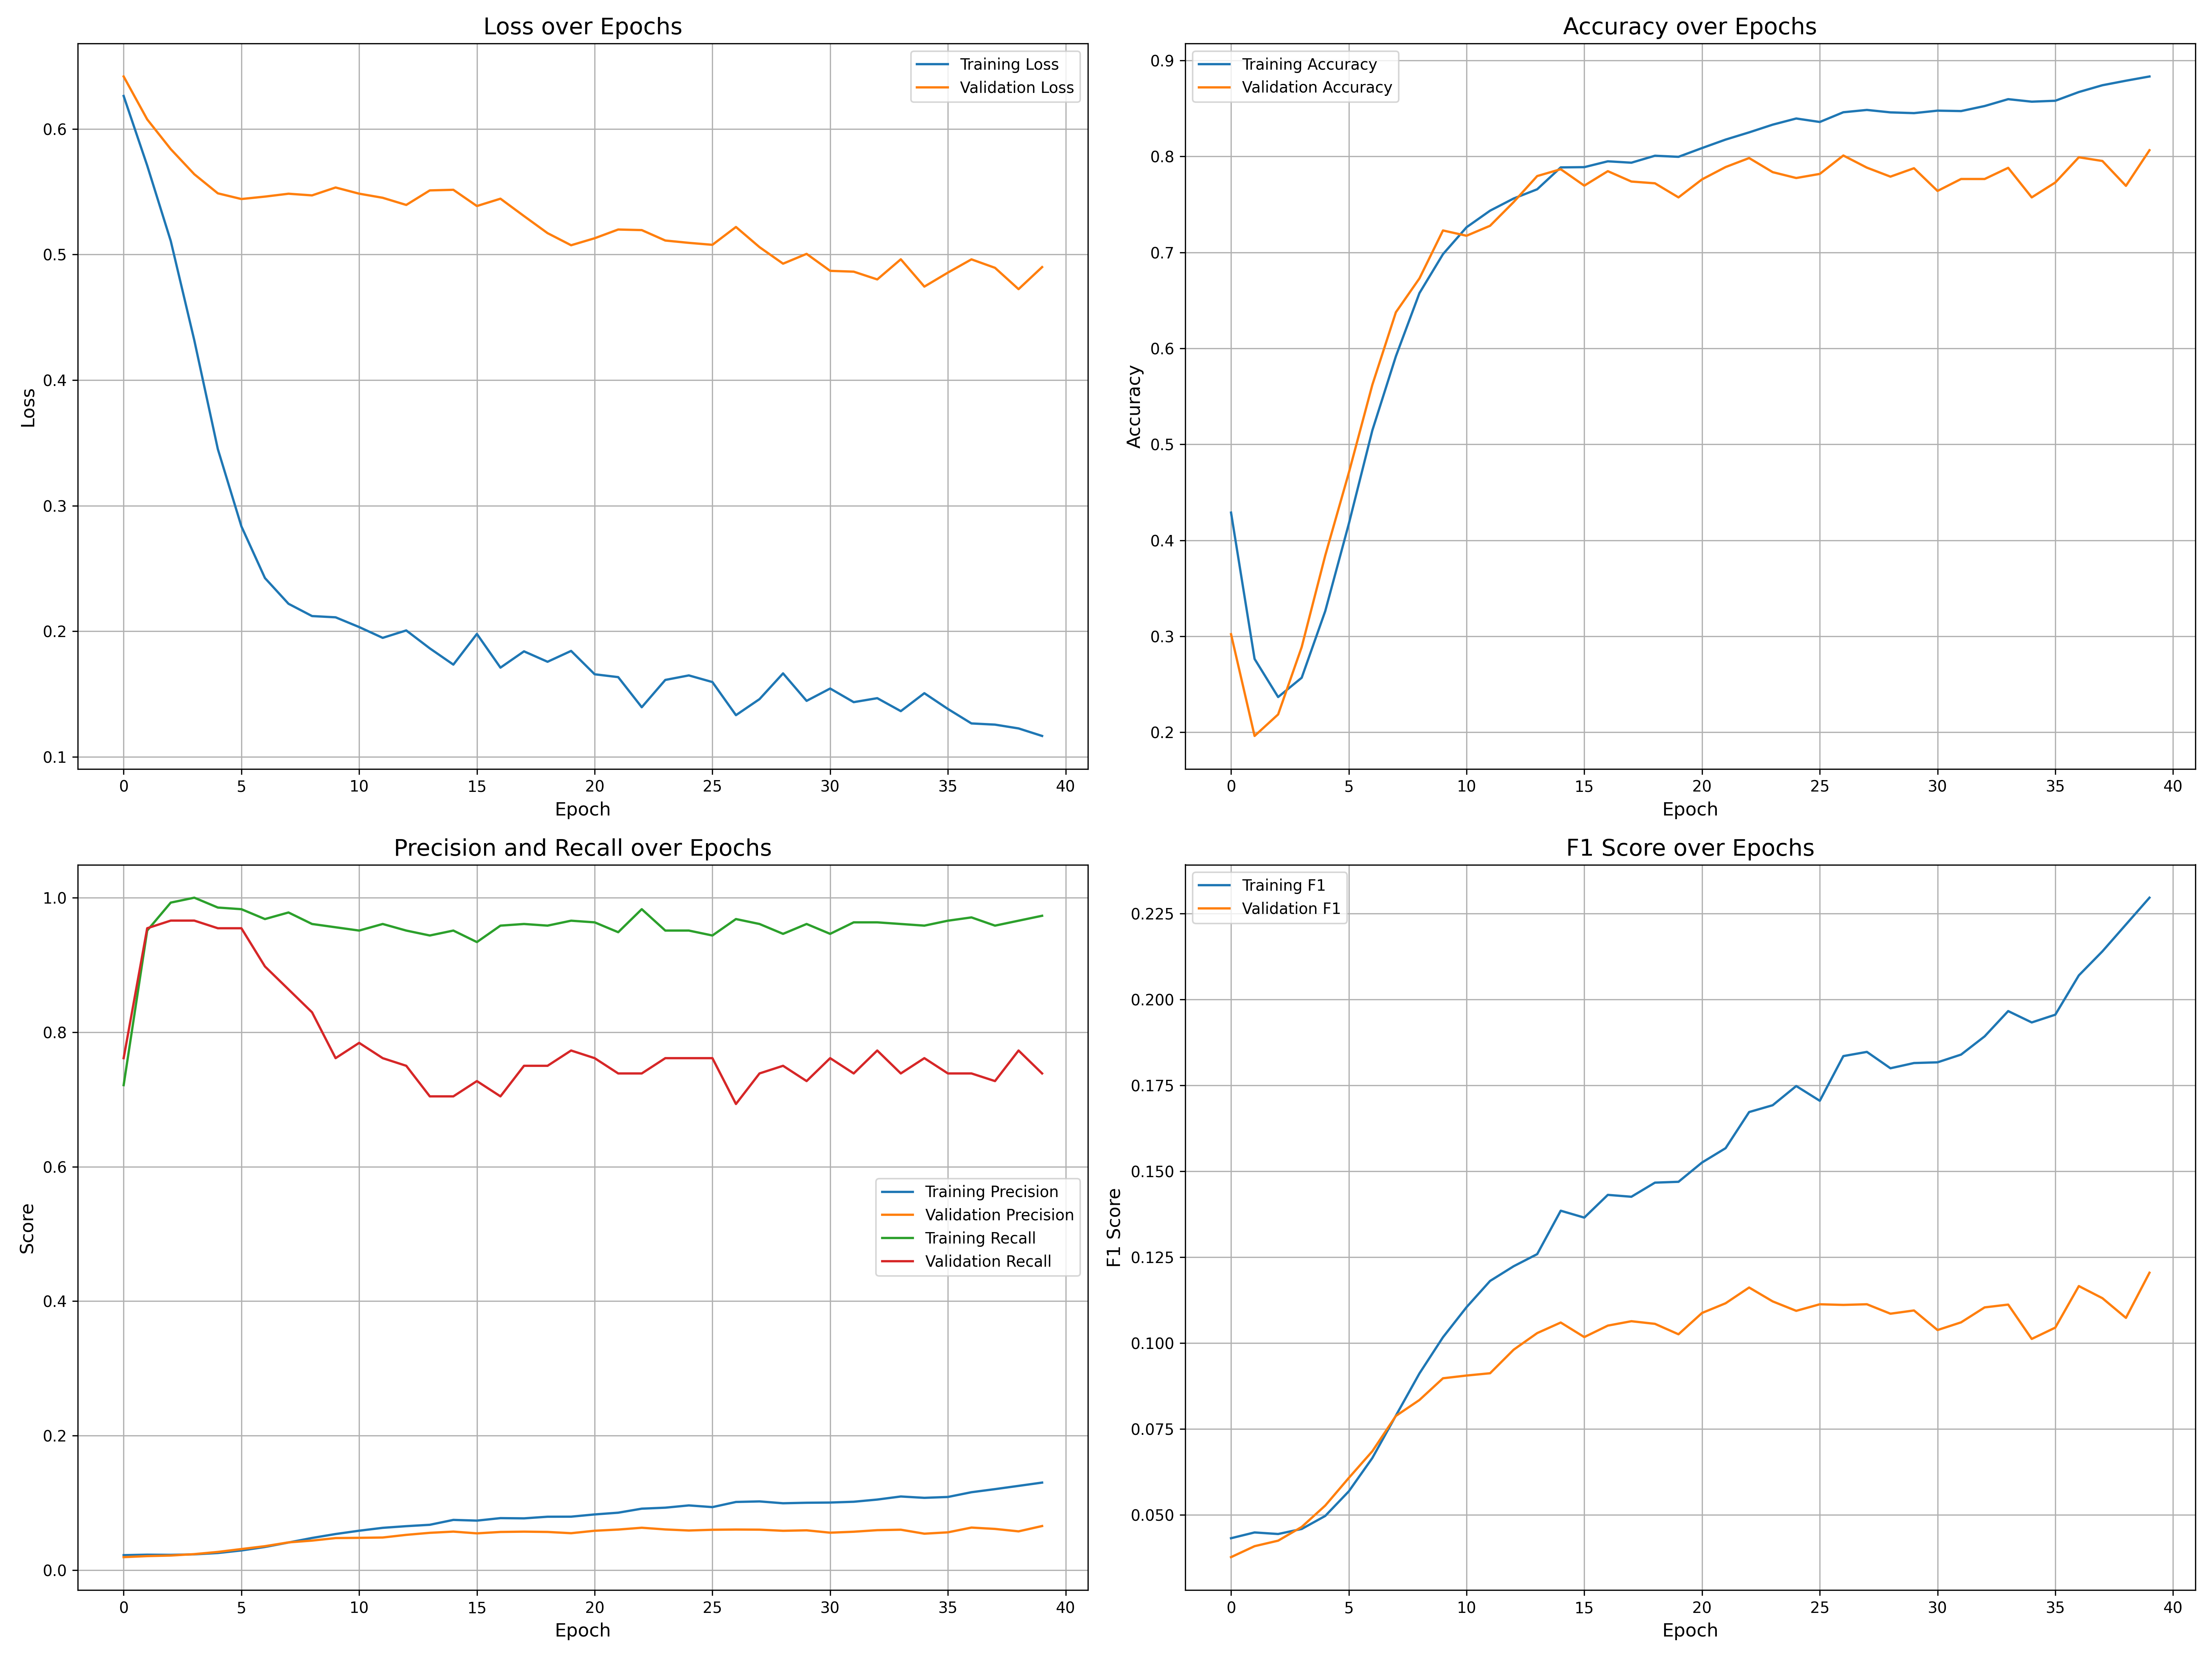 Loss over Epochs
Training Loss
Validation Loss
0.6
0.5
0.4
0.3
0.2
0.1
Loss
0 5 10 15 20 25 30 35 40
Epoch
Accuracy over Epochs
Training Accuracy
Validation Accuracy
0.9
0.8
0.7
0.6
0.5
0.4
0.3
0.2
Accuracy
0 5 10 15 20 25 30 35 40
Epoch
Precision and Recall over Epochs
1.0
0.8
0.6
0.4
0.2
0.0
Score
Training Precision
Validation Precision
Training Recall
Validation Recall
0 5 10 15 20 25 30 35 40
Epoch
F1 Score over Epochs
Training F1
Validation F1
0.225
0.200
0.175
0.150
0.125
0.100
0.075
0.050
F1 Score
0 5 10 15 20 25 30 35 40
Epoch